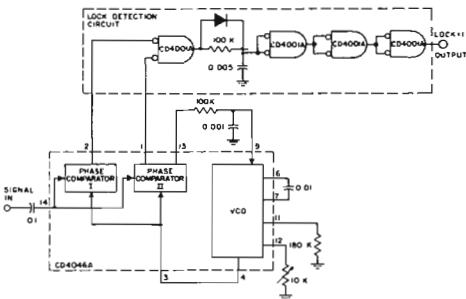 LOCK DETECTION
CIRCUIT
CD4001A
100 K
0.005
CD4001A
CD4001A
CD4001A
LOCK=1
OUTPUT
100K
0.001
2
1
13
9
PHASE
COMPARATOR
I
PHASE
COMPARATOR
II
VCO
6
7
0.01
11
12
180 K
10 K
SIGNAL
IN
14
0.1
3
4
CD4046A